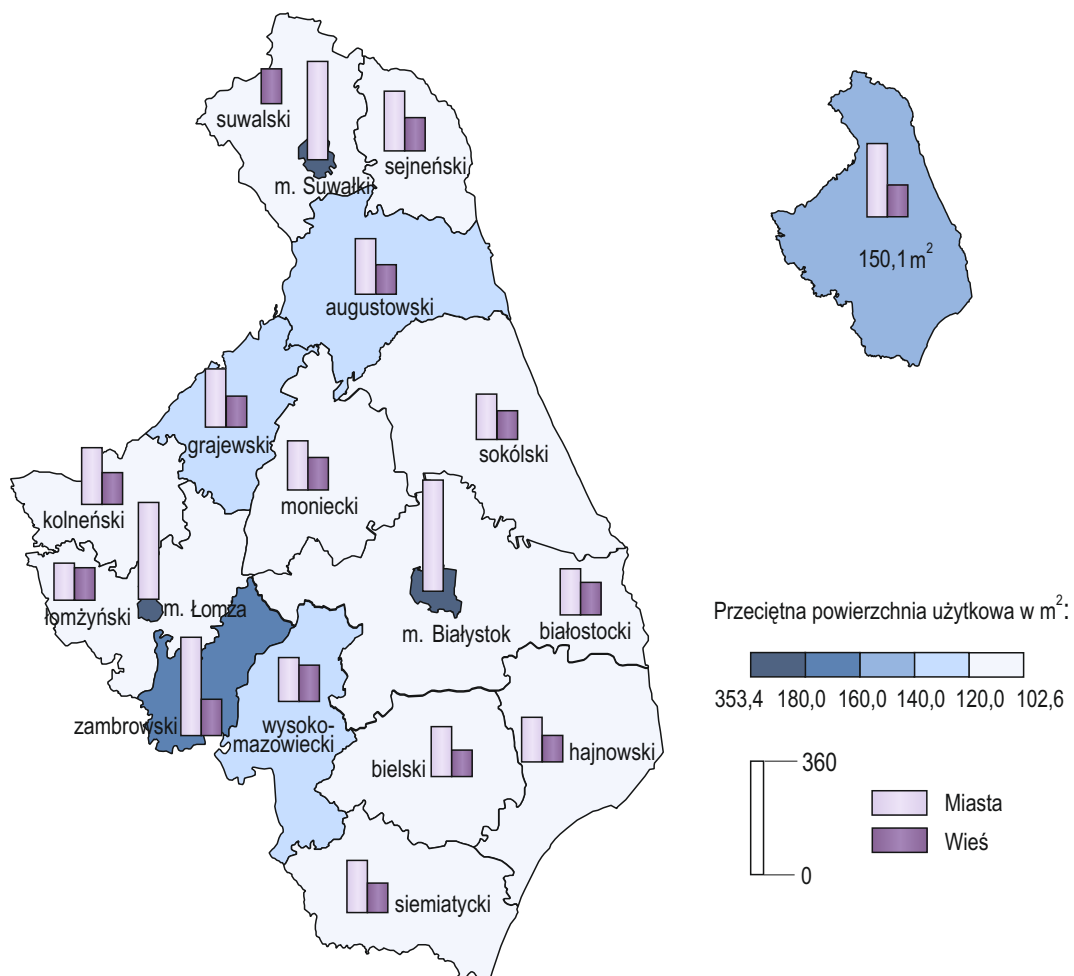 suwalski
sejneński
m. Suwałki
150,1 m²
augustowski
grajewski
sokólski
moniecki
kolneński
łomżyński
m. Łomża
m. Białystok
białostocki
Przeciętna powierzchnia użytkowa w m²:
353,4 180,0 160,0 140,0 120,0 102,6
zambrowski
wysoko-
mazowiecki
bielski
hajnowski
360
Miasta
Wieś
0
siemiatycki